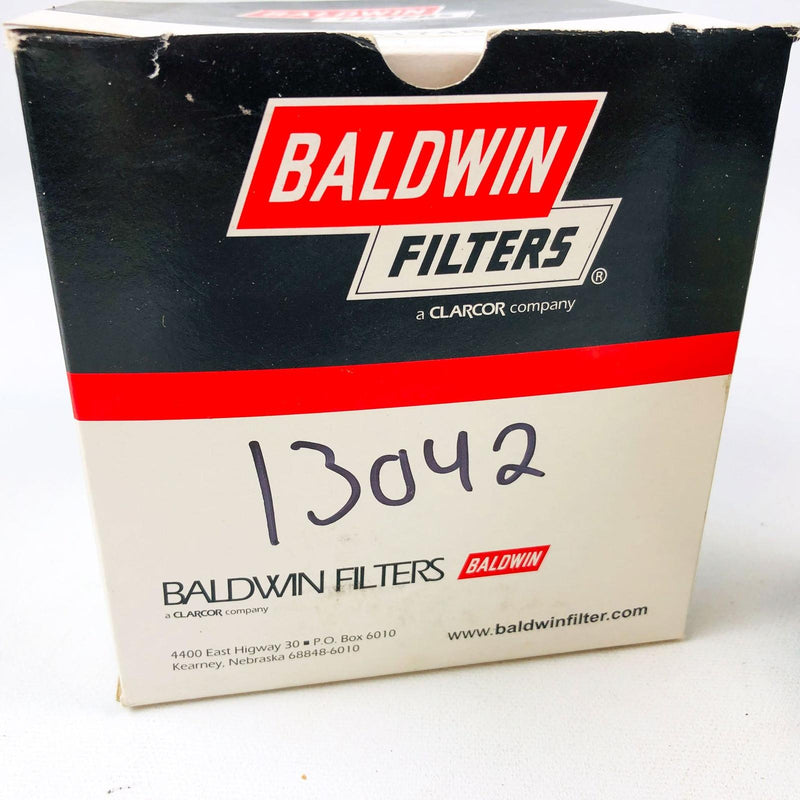 BALDWIN
FILTERS®
a CLARCOR company
13042
BALDWIN FILTERS BALDWIN
a CLARCOR company
4400 East Higway 30 ■ P.O. Box 6010
Kearney, Nebraska 68848-6010
www.baldwinfilter.com